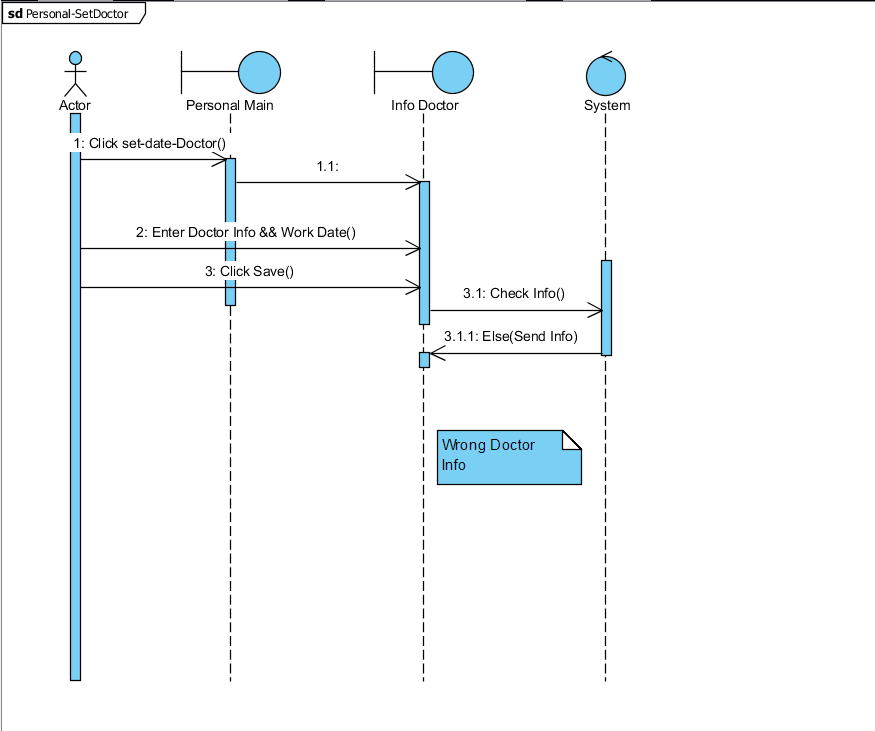 sd Personal-SetDoctor
Actor
Personal Main
Info Doctor
System
1: Click set-date-Doctor()
1.1:
2: Enter Doctor Info && Work Date()
3: Click Save()
3.1: Check Info()
3.1.1: Else(Send Info)
Wrong Doctor
Info